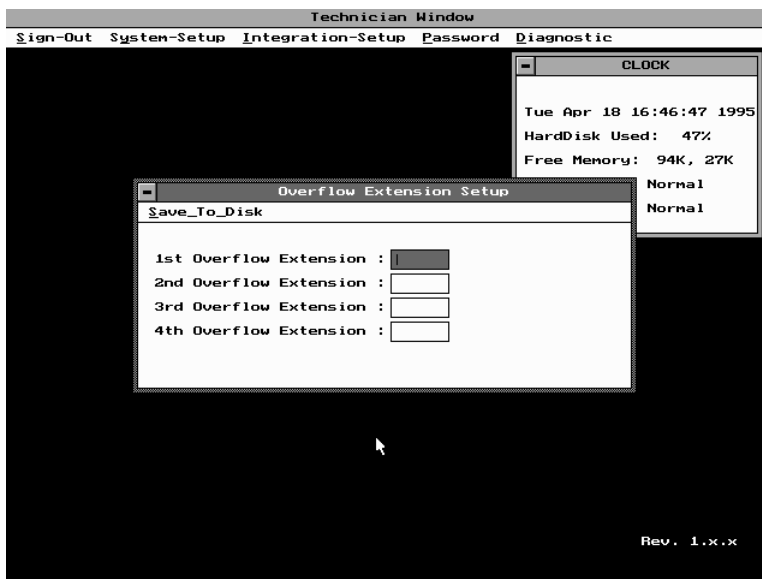 Technician Window
Sign-Out System-Setup Integration-Setup Password Diagnostic
CLOCK
Tue Apr 18 16:46:47 1995
HardDisk Used: 47%
Free Memory: 94K, 27K
Normal
Normal
Overflow Extension Setup
Save_To_Disk
1st Overflow Extension :
2nd Overflow Extension :
3rd Overflow Extension :
4th Overflow Extension :
Rev. 1.x.x